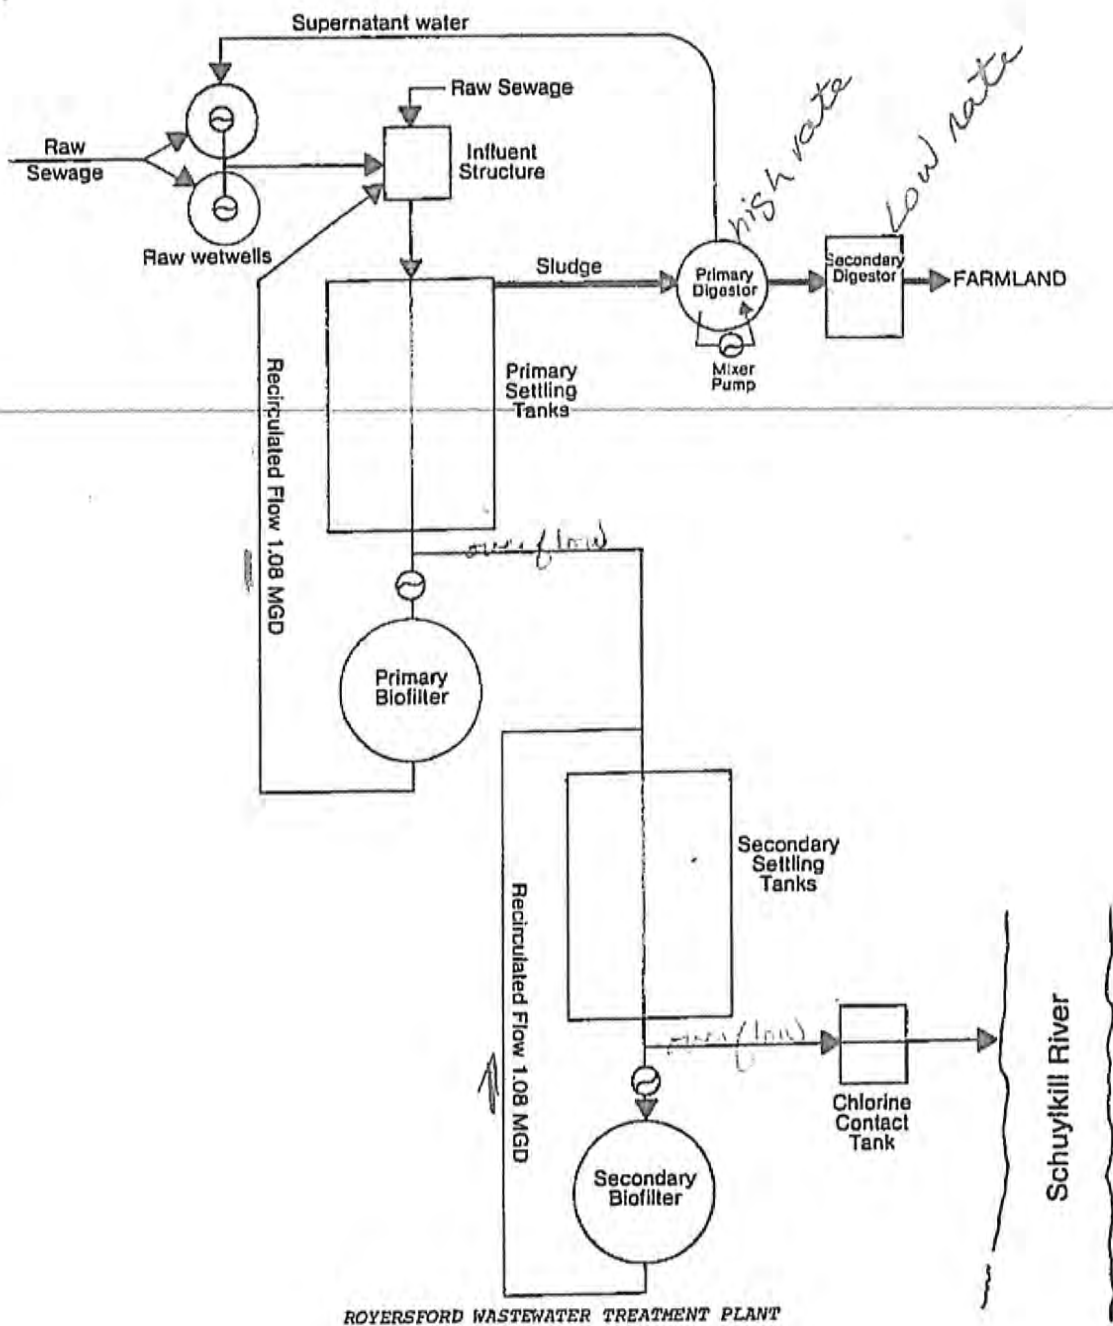 Supernatant water
Raw Sewage
Raw
Sewage
Influent
Structure
Raw wetwells
high rate
Low rate
Sludge
Primary
Digestor
Secondary
Digestor
FARMLAND
Mixer
Pump
Primary
Settling
Tanks
Recirculated Flow 1.08 MGD
overflow
Primary
Biofilter
Secondary
Settling
Tanks
Recirculated Flow 1.08 MGD
overflow
Chlorine
Contact
Tank
Schuylkill River
Secondary
Biofilter
ROYERSFORD WASTEWATER TREATMENT PLANT